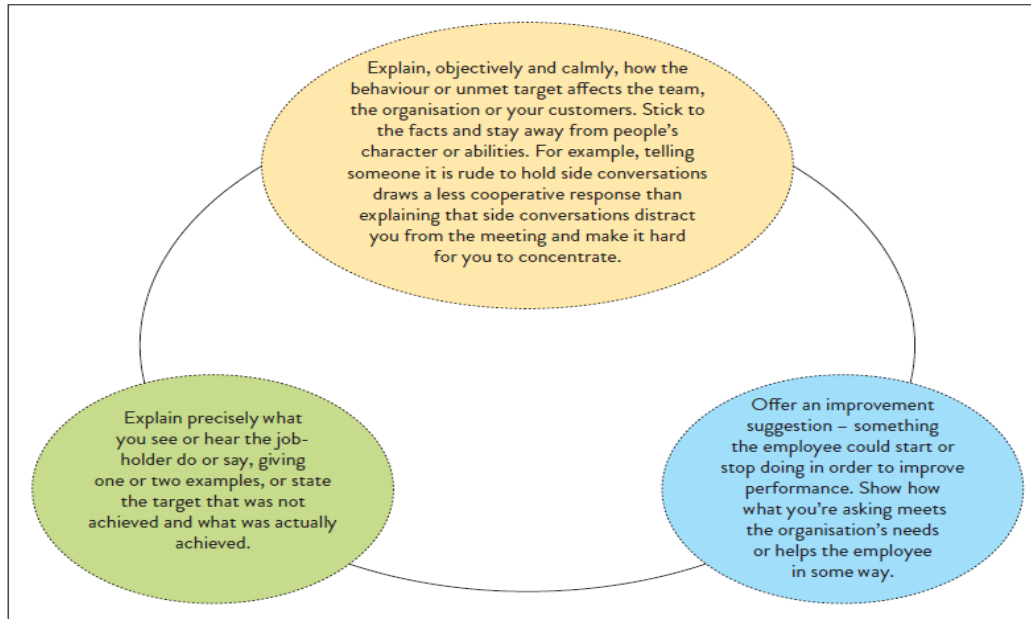 Explain, objectively and calmly, how the
behaviour or unmet target affects the team,
the organisation or your customers. Stick to
the facts and stay away from people’s
character or abilities. For example, telling
someone it is rude to hold side conversations
draws a less cooperative response than
explaining that side conversations distract
you from the meeting and make it hard
for you to concentrate.
Explain precisely what
you see or hear the job-
holder do or say, giving
one or two examples, or state
the target that was not
achieved and what was actually
achieved.
Offer an improvement
suggestion – something
the employee could start or
stop doing in order to improve
performance. Show how
what you’re asking meets
the organisation’s needs
or helps the employee
in some way.